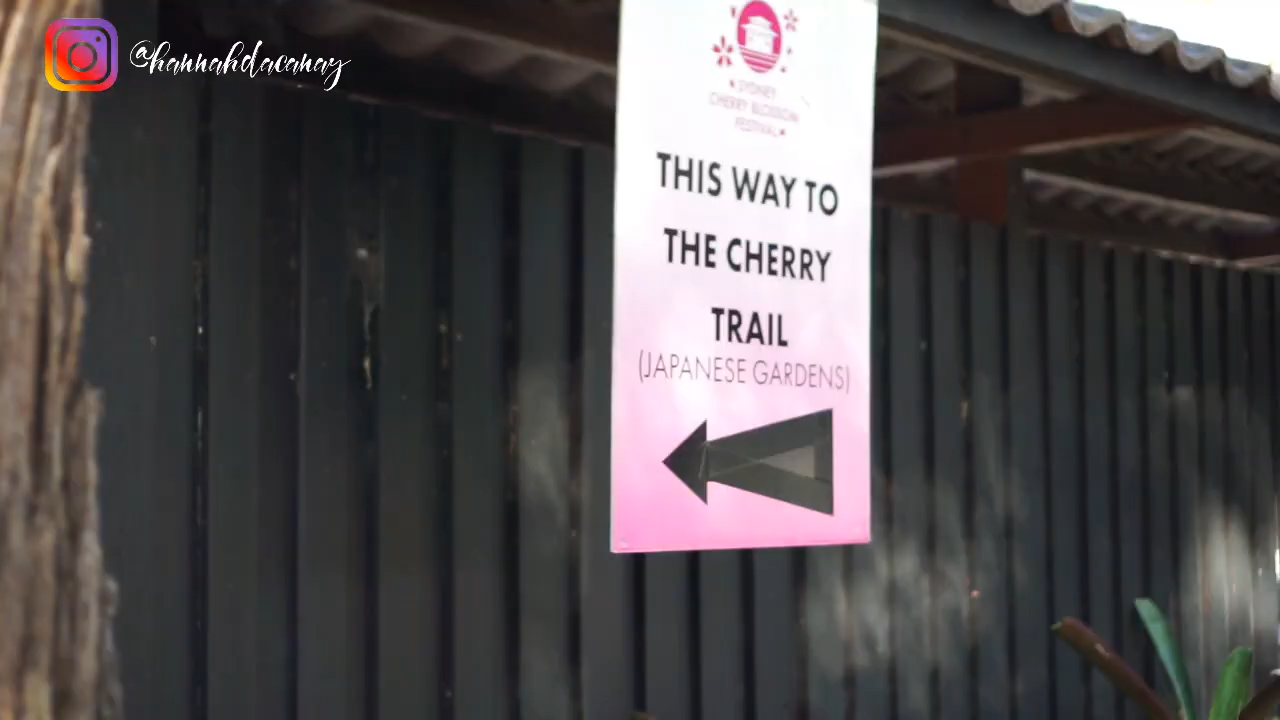 @hannahdacanay
SYDNEY
CHERRY BLOSSOM
FESTIVAL
THIS WAY TO
THE CHERRY
TRAIL
(JAPANESE GARDENS)